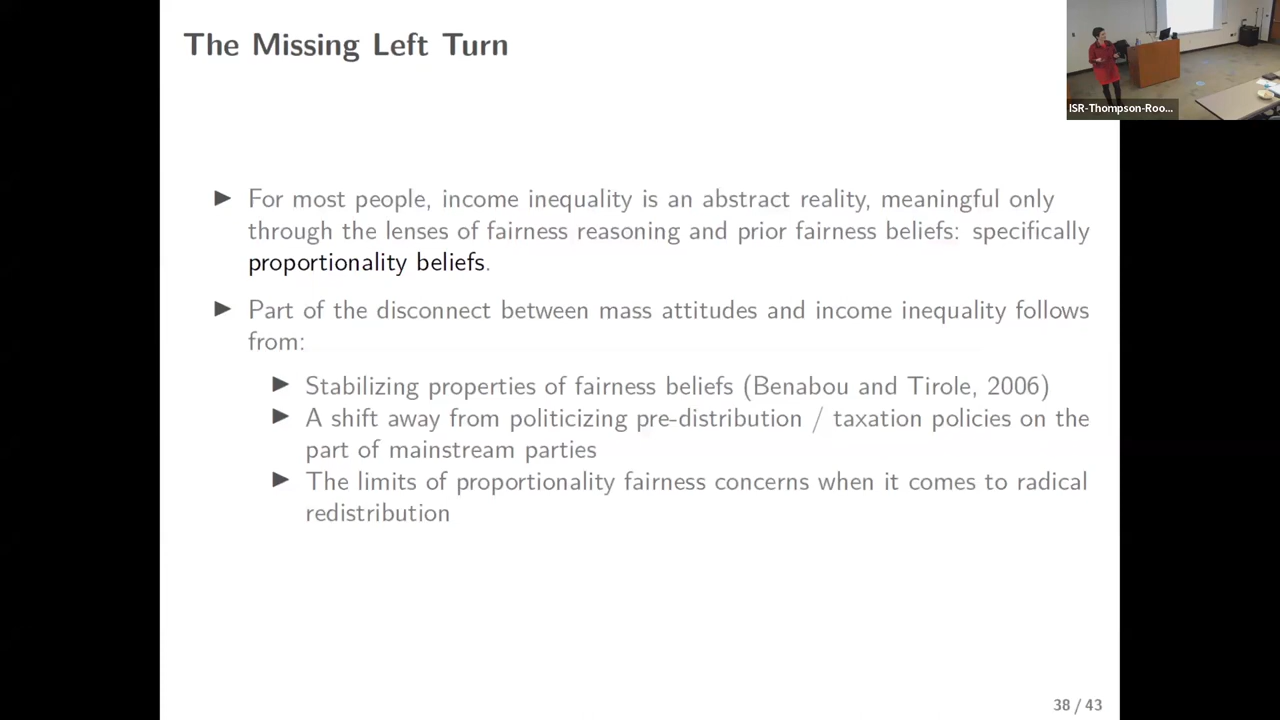 The Missing Left Turn
ISR-Thompson-Roo...
For most people, income inequality is an abstract reality, meaningful only
through the lenses of fairness reasoning and prior fairness beliefs: specifically
proportionality beliefs.
Part of the disconnect between mass attitudes and income inequality follows
from:
Stabilizing properties of fairness beliefs (Benabou and Tirole, 2006)
A shift away from politicizing pre-distribution / taxation policies on the
part of mainstream parties
The limits of proportionality fairness concerns when it comes to radical
redistribution
38 / 43